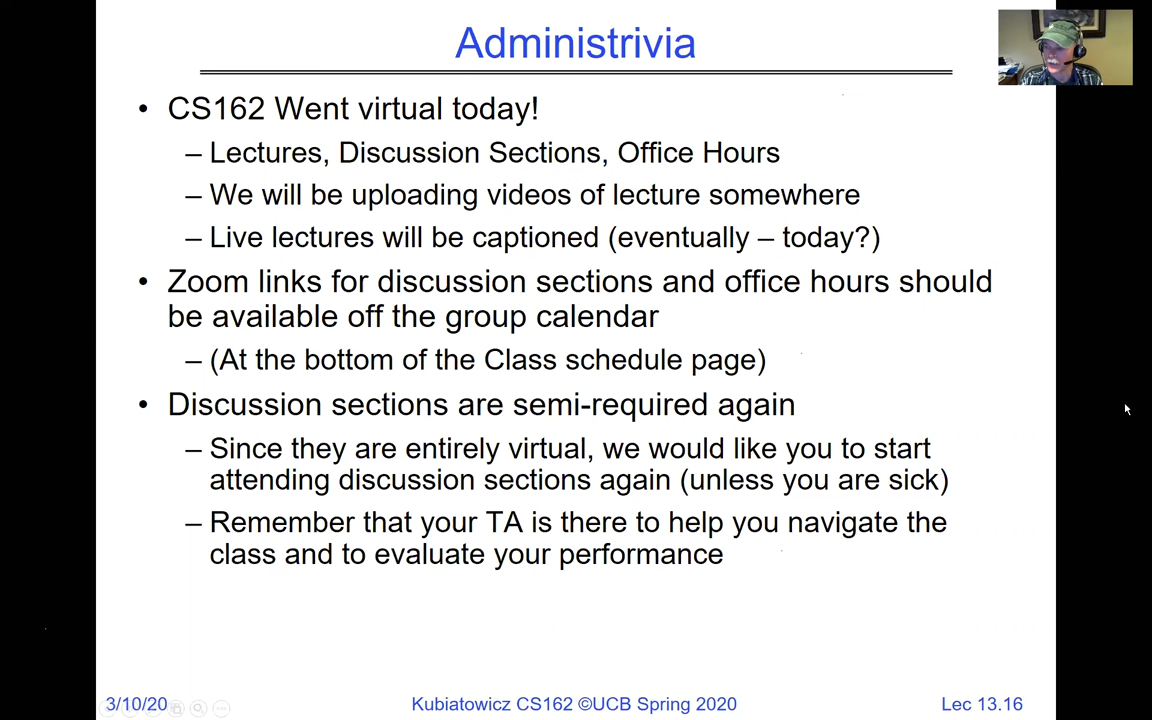 Administrivia
• CS162 Went virtual today!
– Lectures, Discussion Sections, Office Hours
– We will be uploading videos of lecture somewhere
– Live lectures will be captioned (eventually – today?)
• Zoom links for discussion sections and office hours should
be available off the group calendar
– (At the bottom of the Class schedule page)
• Discussion sections are semi-required again
– Since they are entirely virtual, we would like you to start
attending discussion sections again (unless you are sick)
– Remember that your TA is there to help you navigate the
class and to evaluate your performance
3/10/20
Kubiatowicz CS162 ©UCB Spring 2020
Lec 13.16